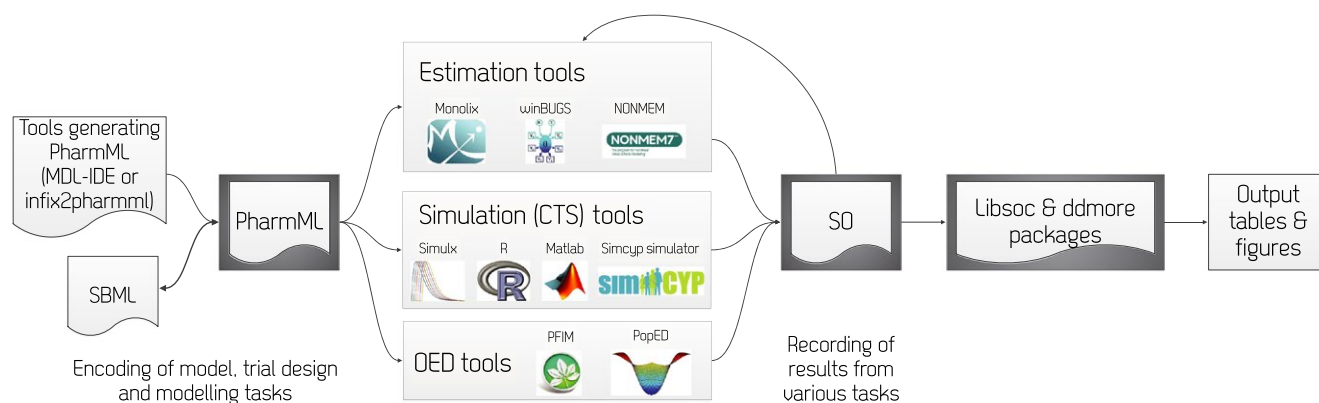 Tools generating
PharmML
(MDL-IDE or
infix2pharmml)
SBML
Encoding of model, trial design
and modelling tasks
PharmML
Estimation tools
Monolix
winBUGS
NONMEM
NONMEM7
Simulation (CTS) tools
Simulx
R
Matlab
Simcyp simulator
R
simCYP
OED tools
PFIM
PopED
SO
Recording of
results from
various tasks
Libsoc & ddmore
packages
Output
tables &
figures